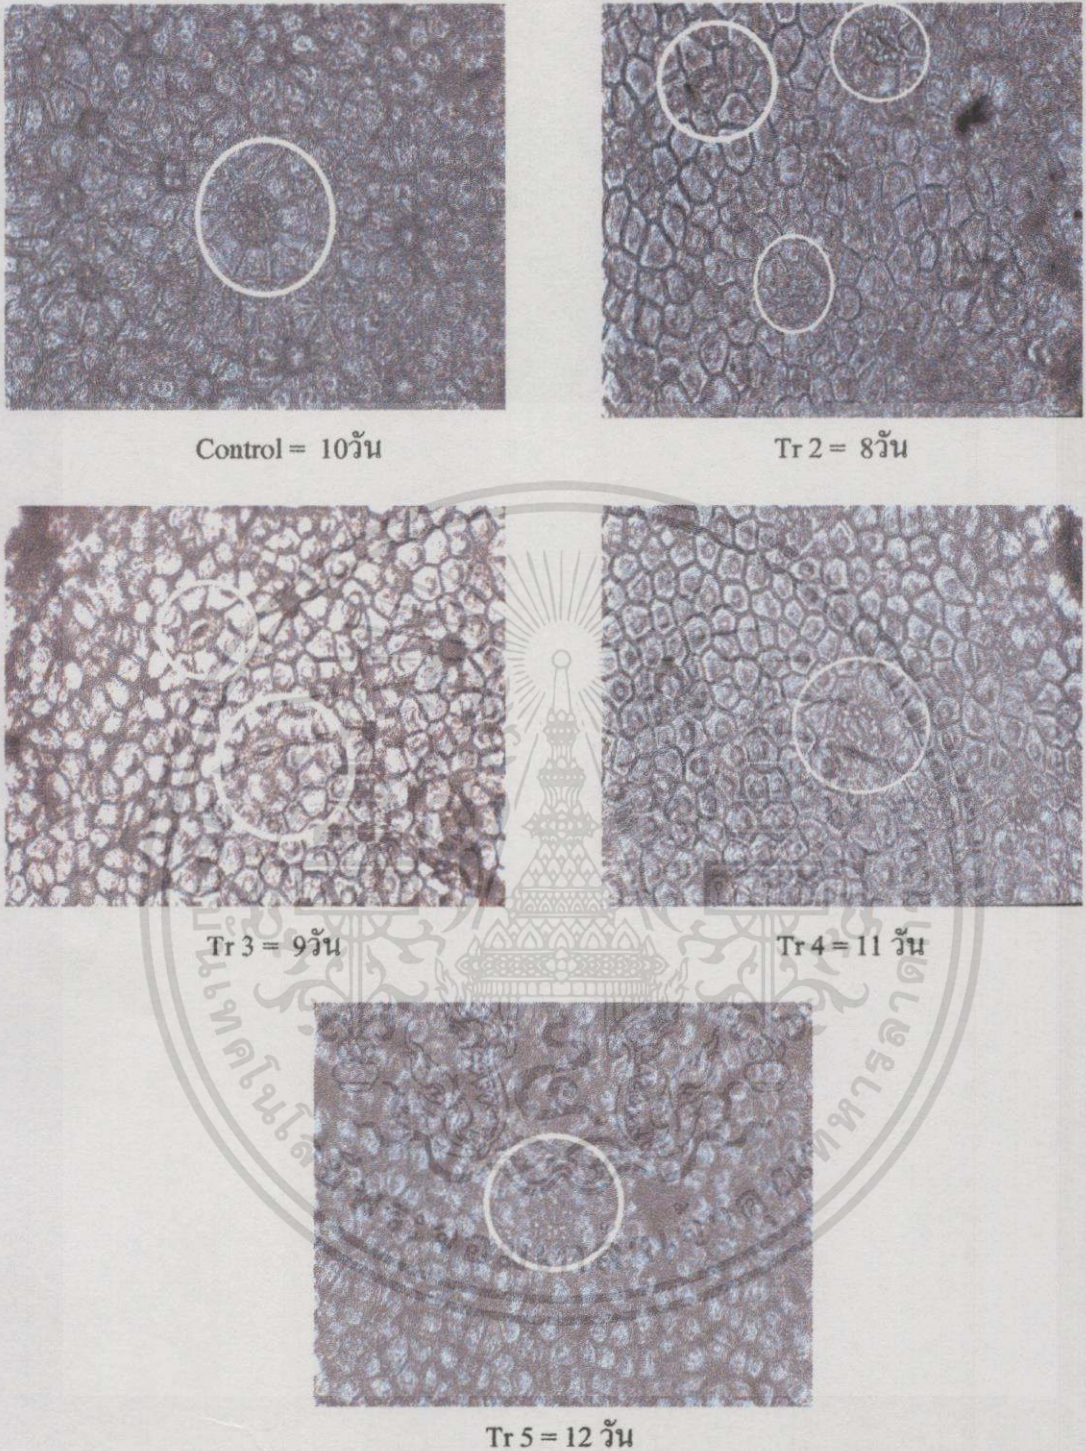 Control = 10วัน
Tr 2 = 8วัน
Tr 3 = 9วัน
Tr 4 = 11 วัน
Tr 5 = 12 วัน